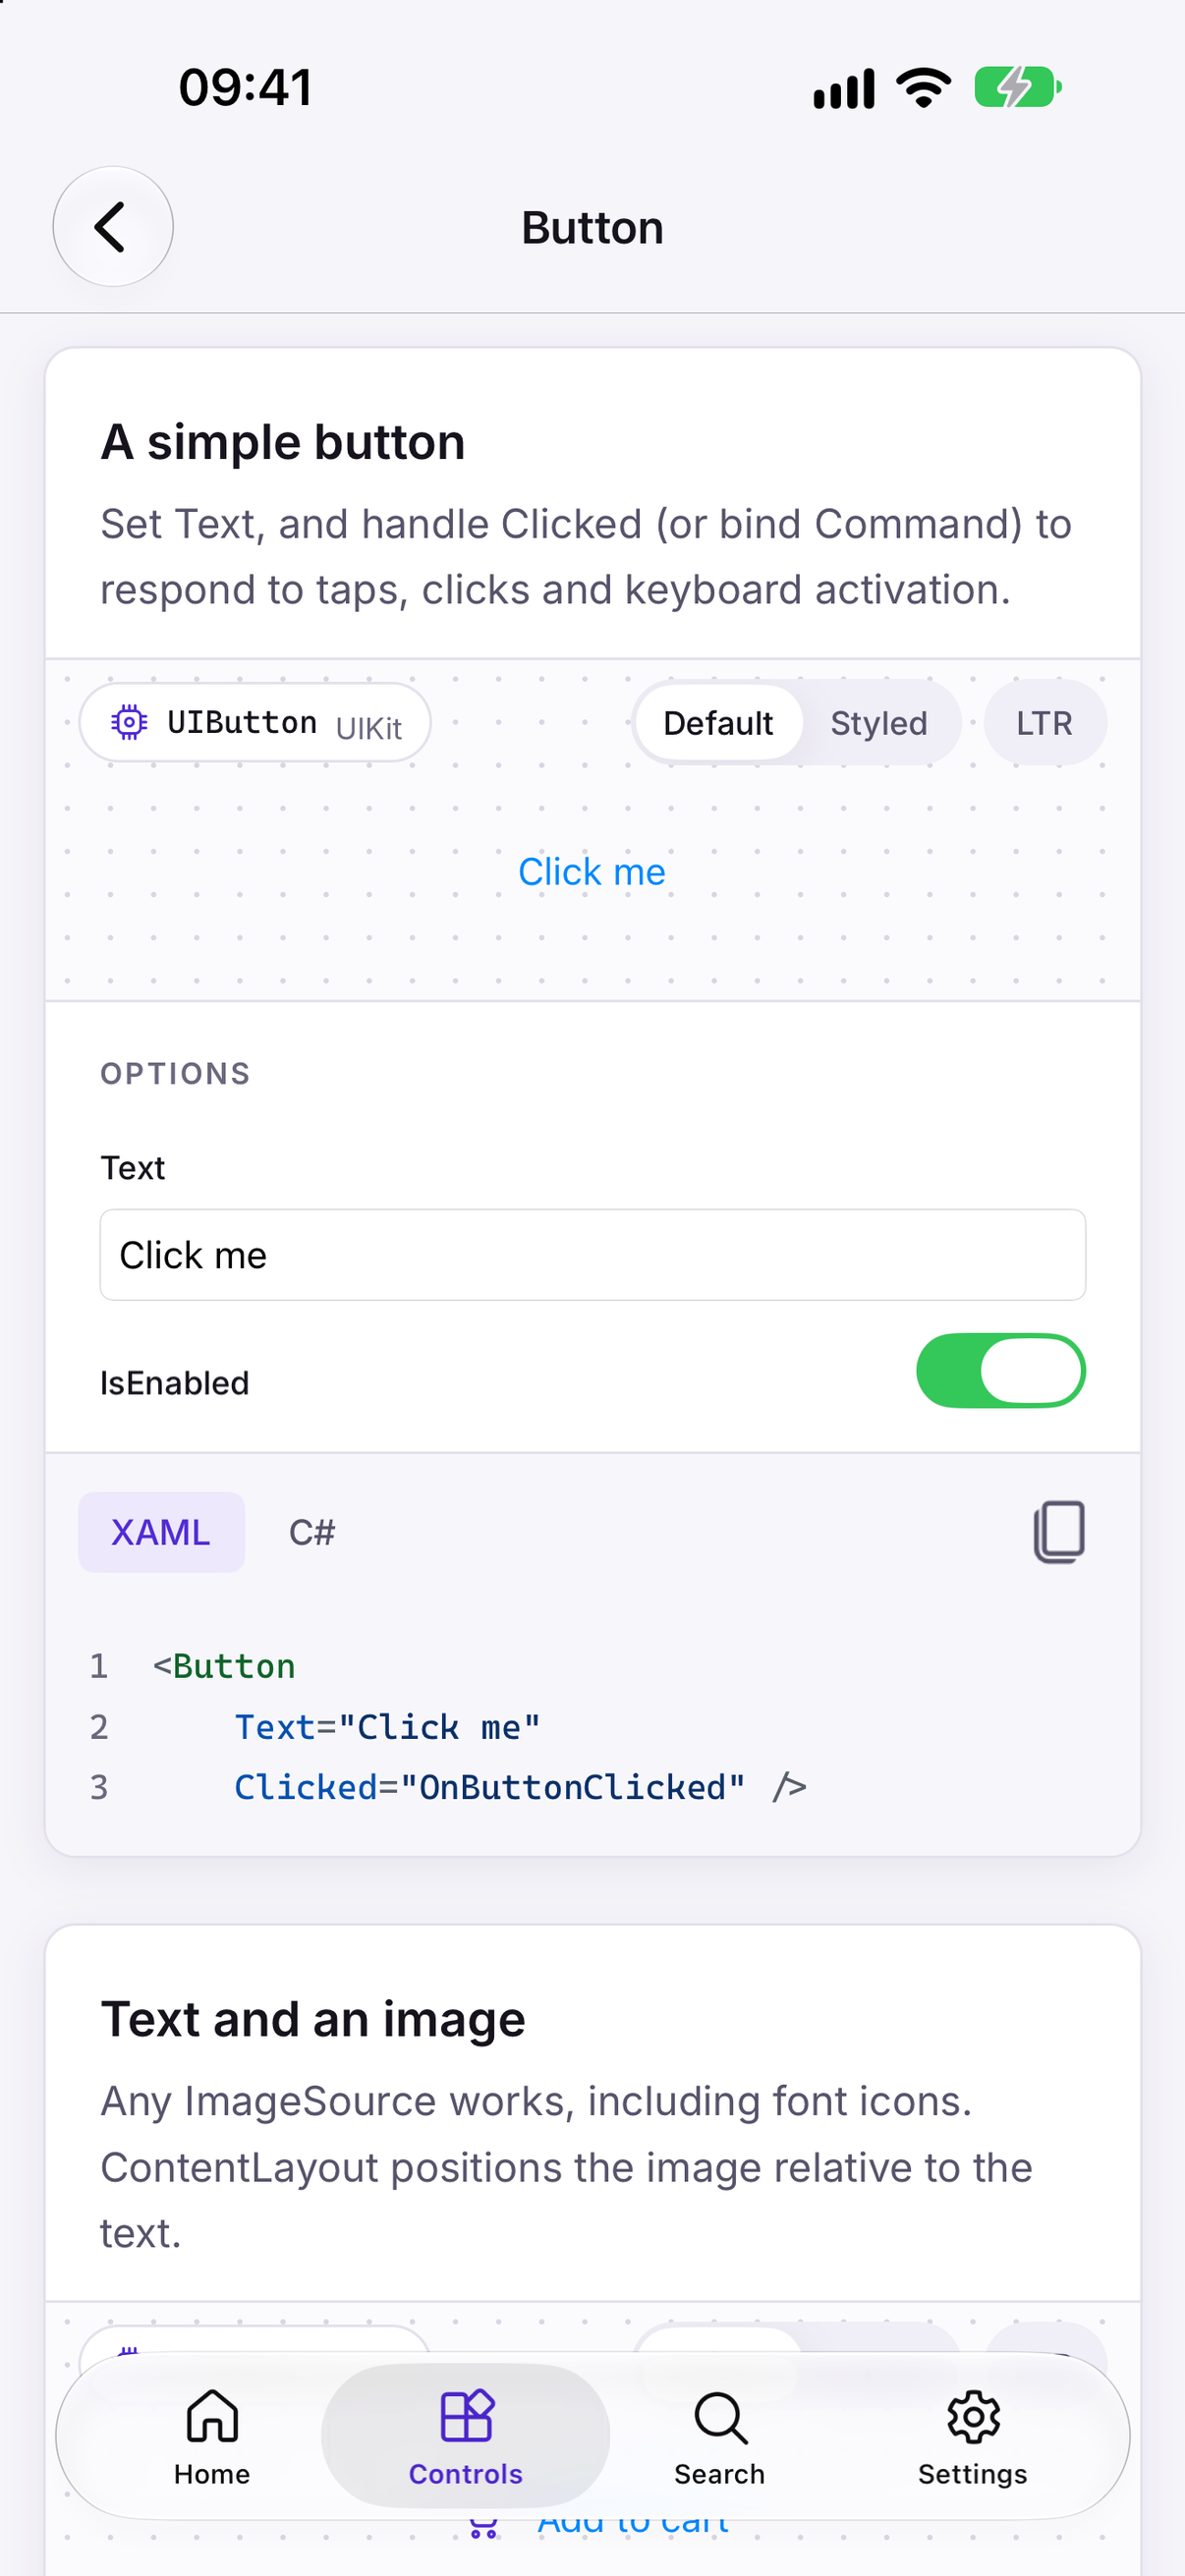 09:41
Button
A simple button
Set Text, and handle Clicked (or bind Command) to
respond to taps, clicks and keyboard activation.
UIButton UIKit
Default Styled LTR
Click me
OPTIONS
Text
Click me
IsEnabled
XAML C#
1 <Button
2 Text="Click me"
3 Clicked="OnButtonClicked" />
Text and an image
Any ImageSource works, including font icons.
ContentLayout positions the image relative to the
text.
Home Controls Search Settings
Add to cart